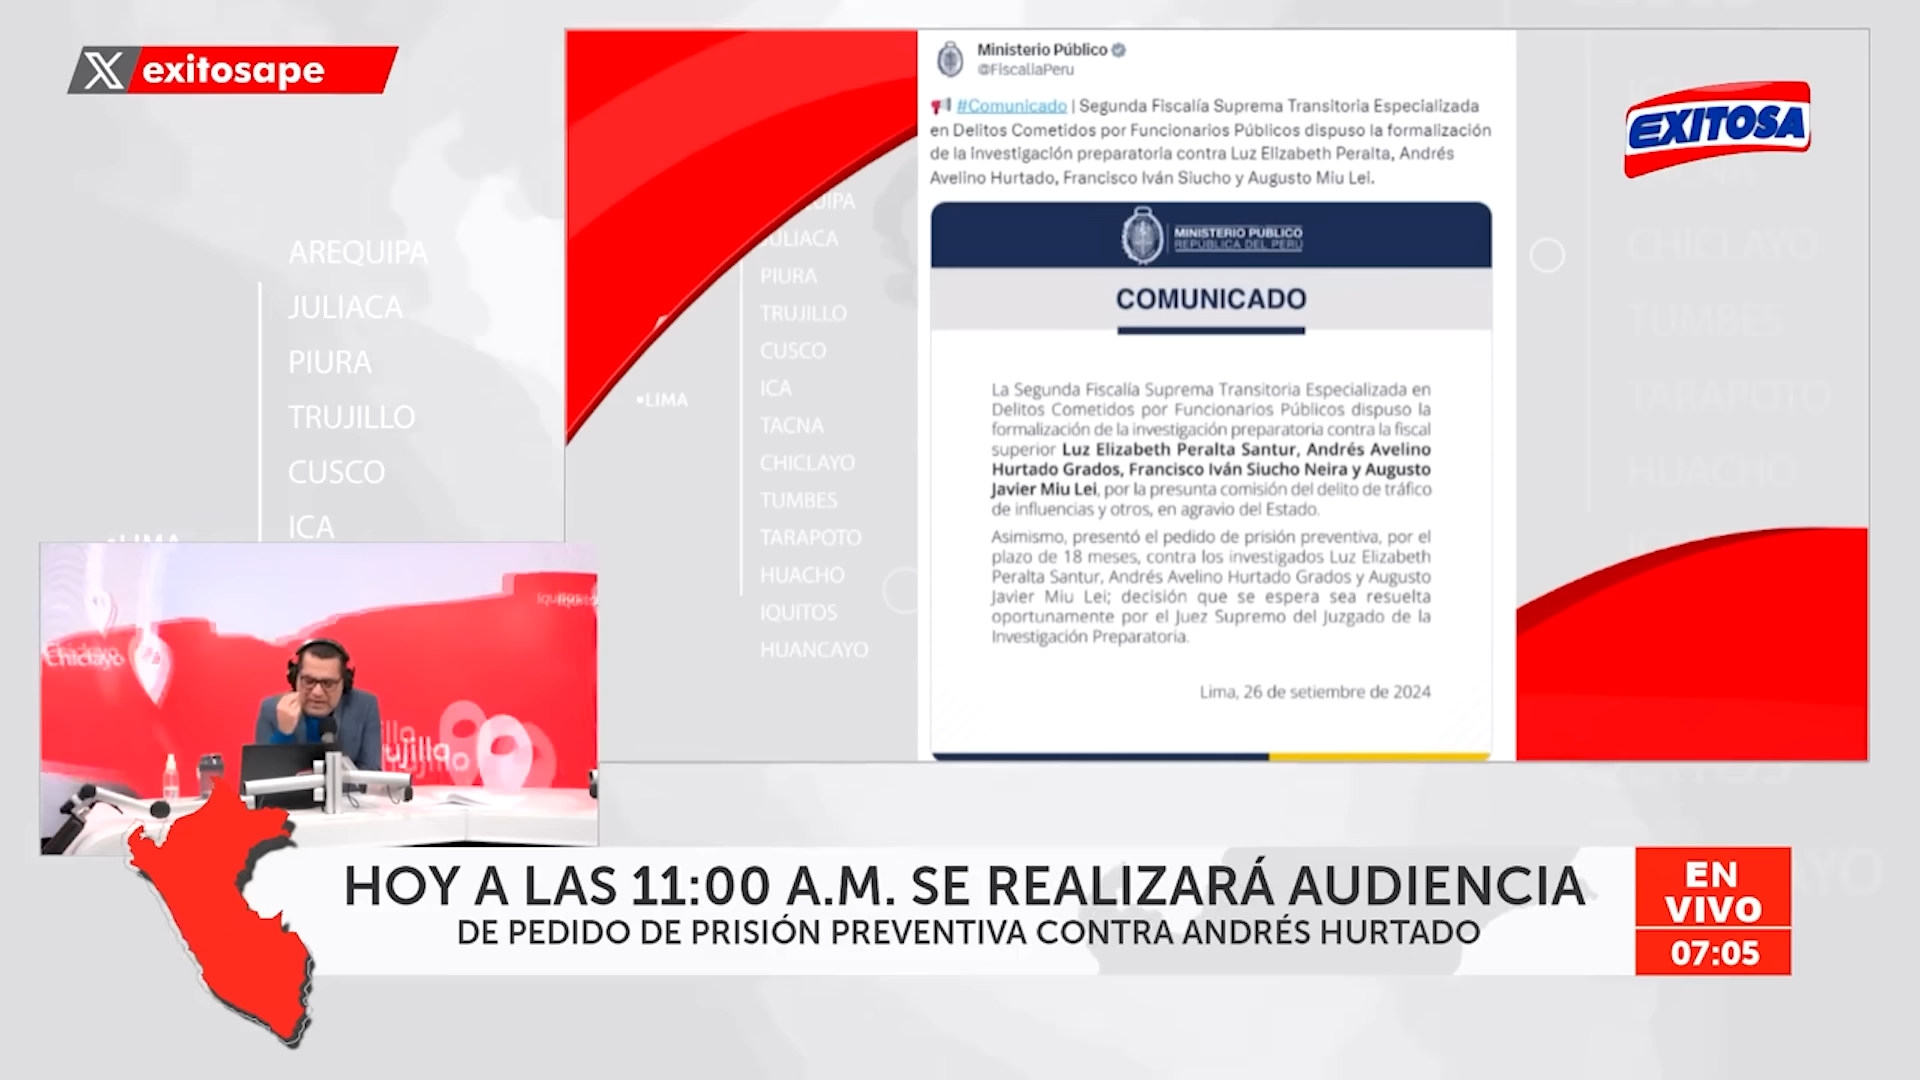 exitosape
Ministerio Público
@FiscaliaPeru
#Comunicado | Segunda Fiscalía Suprema Transitoria Especializada
en Delitos Cometidos por Funcionarios Públicos dispuso la formalización
de la investigación preparatoria contra Luz Elizabeth Peralta, Andrés
Avelino Hurtado, Francisco Iván Siucho y Augusto Miu Lei.
MINISTERIO PUBLICO
REPÚBLICA DEL PERÚ
COMUNICADO
La Segunda Fiscalía Suprema Transitoria Especializada en
Delitos Cometidos por Funcionarios Públicos dispuso la
formalización de la investigación preparatoria contra la fiscal
superior Luz Elizabeth Peralta Santur, Andrés Avelino
Hurtado Grados, Francisco Iván Siucho Neira y Augusto
Javier Miu Lei, por la presunta comisión del delito de tráfico
de influencias y otros, en agravio del Estado.
Asimismo, presentó el pedido de prisión preventiva, por el
plazo de 18 meses, contra los investigados Luz Elizabeth
Peralta Santur, Andrés Avelino Hurtado Grados y Augusto
Javier Miu Lei; decisión que se espera sea resuelta
oportunamente por el Juez Supremo del Juzgado de la
Investigación Preparatoria.
Lima, 26 de setiembre de 2024
EXITOSA
AREQUIPA
JULIACA
PIURA
TRUJILLO
CUSCO
ICA
LIMA
JULIACA
PIURA
TRUJILLO
CUSCO
ICA
•LIMA
TACNA
CHICLAYO
TUMBES
TARAPOTO
HUACHO
IQUITOS
HUANCAYO
CHICLAYO
TUMBES
TARAPOTO
HUACHO
Chiclayo
Iquitos
HOY A LAS 11:00 A.M. SE REALIZARÁ AUDIENCIA
DE PEDIDO DE PRISIÓN PREVENTIVA CONTRA ANDRÉS HURTADO
EN
VIVO
07:05